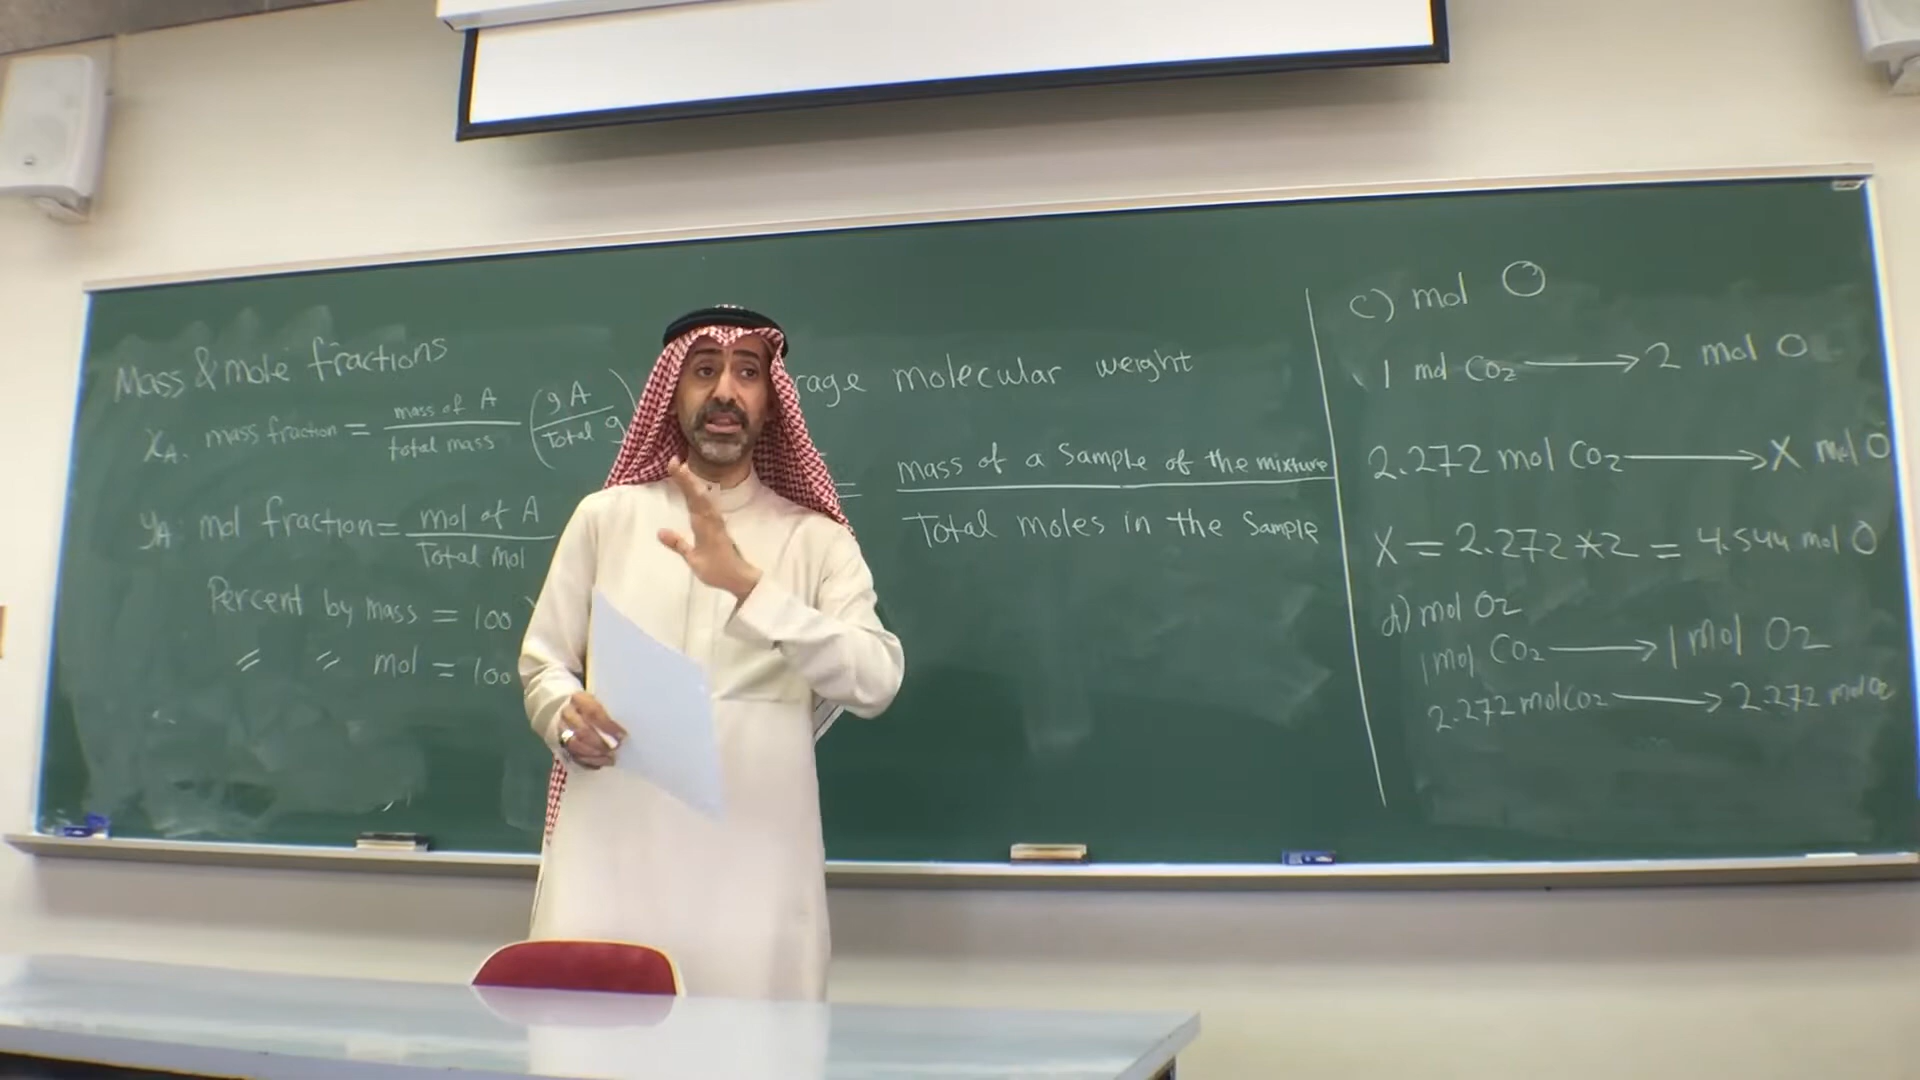 Mass & mole fractions
xA. mass fraction = mass of A / total mass (gA / Total g)
yA: mol fraction = mol of A / Total mol
Percent by mass = 100
〃 〃 mol = 100
rage molecular weight
= mass of a Sample of the mixture / Total moles in the Sample
c) mol O
1 mol CO2 → 2 mol O
2.272 mol CO2 → X mol O
X = 2.272 * 2 = 4.544 mol O
d) mol O2
1 mol CO2 → 1 mol O2
2.272 mol CO2 → 2.272 mol O2